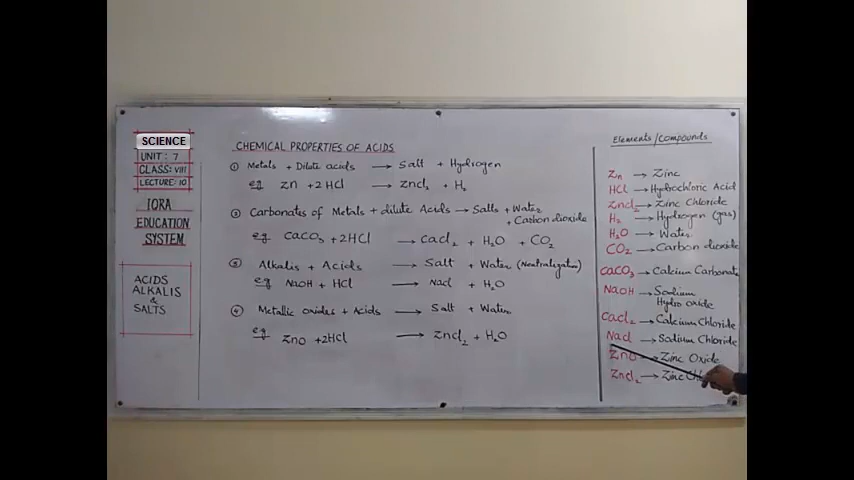 SCIENCE
UNIT: 7
CLASS: VIII
LECTURE: 10
IQRA
EDUCATION
SYSTEM
ACIDS
ALKALIS
&
SALTS
CHEMICAL PROPERTIES OF ACIDS
① Metals + Dilute acids → Salt + Hydrogen
eg Zn + 2HCl → ZnCl₂ + H₂
② Carbonates of Metals + dilute Acids → Salts + Water
+ Carbon dioxide
eg CaCO₃ + 2HCl → CaCl₂ + H₂O + CO₂
③ Alkalis + Acids → Salt + Water (Neutralization)
eg NaOH + HCl → NaCl + H₂O
④ Metallic oxides + Acids → Salt + Water
eg ZnO + 2HCl → ZnCl₂ + H₂O
Elements/Compounds
Zn → Zinc
HCl → Hydrochloric Acid
ZnCl₂ → Zinc Chloride
H₂ → Hydrogen (gas)
H₂O → Water
CO₂ → Carbon dioxide
CaCO₃ → Calcium Carbonate
NaOH → Sodium
Hydroxide
CaCl₂ → Calcium Chloride
NaCl → Sodium Chloride
ZnO → Zinc Oxide
ZnCl₂ → Zinc